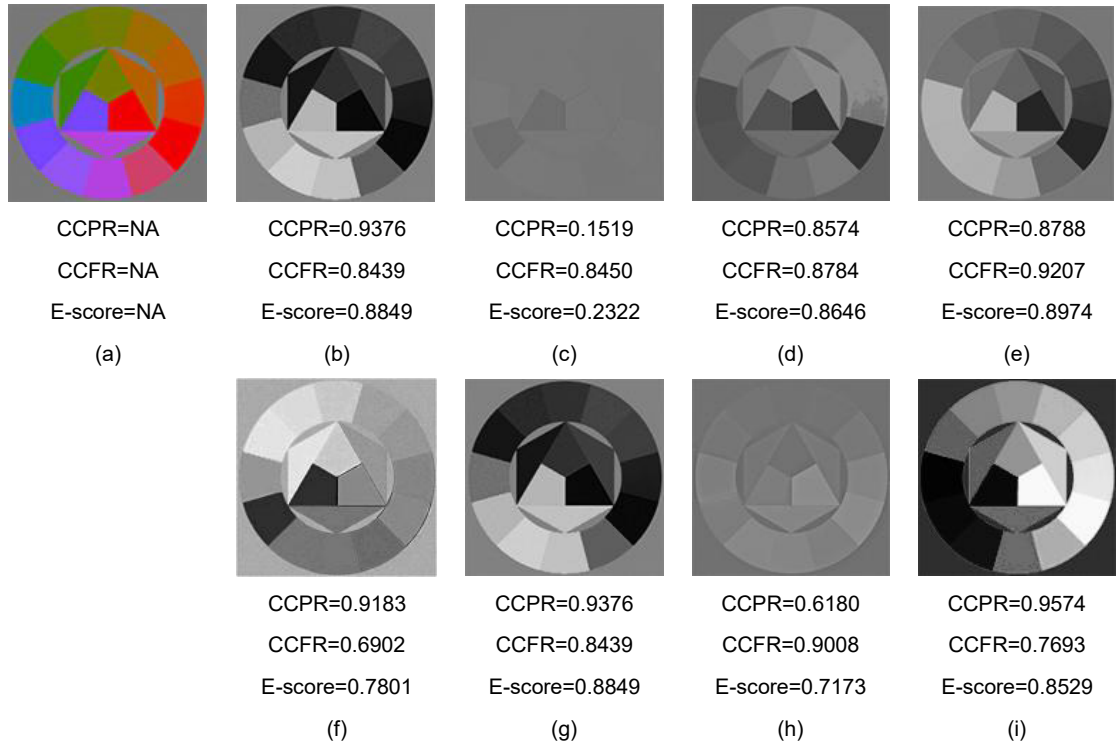 CCPR=NA
CCFR=NA
E-score=NA
(a)
CCPR=0.9376
CCFR=0.8439
E-score=0.8849
(b)
CCPR=0.1519
CCFR=0.8450
E-score=0.2322
(c)
CCPR=0.8574
CCFR=0.8784
E-score=0.8646
(d)
CCPR=0.8788
CCFR=0.9207
E-score=0.8974
(e)
CCPR=0.9183
CCFR=0.6902
E-score=0.7801
(f)
CCPR=0.9376
CCFR=0.8439
E-score=0.8849
(g)
CCPR=0.6180
CCFR=0.9008
E-score=0.7173
(h)
CCPR=0.9574
CCFR=0.7693
E-score=0.8529
(i)